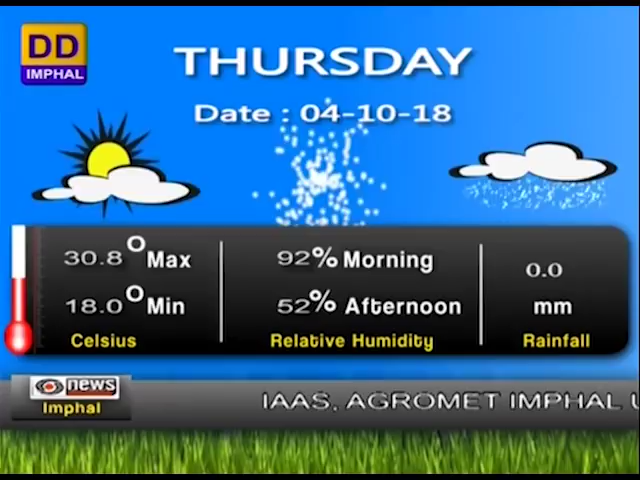 DD
IMPHAL
THURSDAY
Date : 04-10-18
30.8° Max
18.0° Min
Celsius
92% Morning
52% Afternoon
Relative Humidity
0.0
mm
Rainfall
news
Imphal
IAAS, AGROMET IMPHAL U